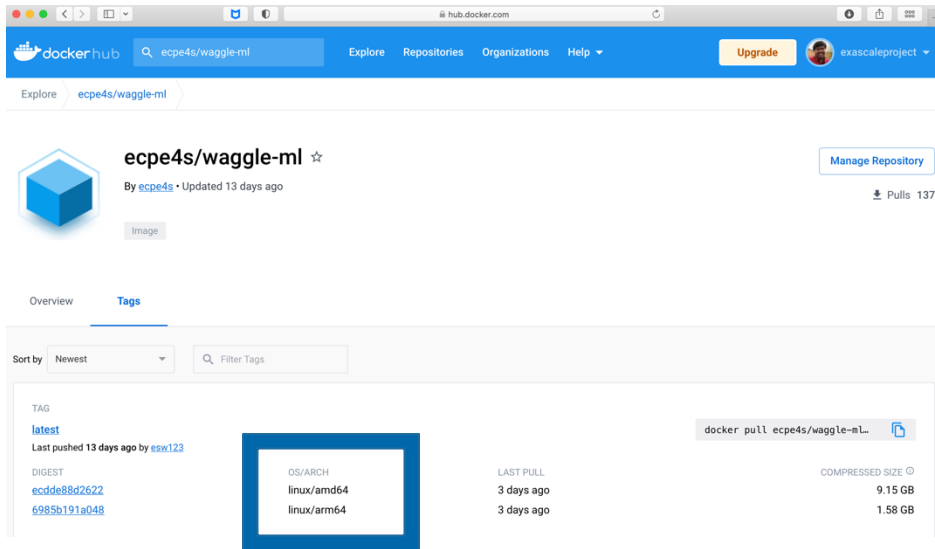 hub.docker.com
dockerhub
ecpe4s/waggle-ml
Explore
Repositories
Organizations
Help
Upgrade
exascaleproject
Explore
ecpe4s/waggle-ml
ecpe4s/waggle-ml
By ecpe4s • Updated 13 days ago
Image
Manage Repository
Pulls 137
Overview
Tags
Sort by
Newest
Filter Tags
TAG
latest
Last pushed 13 days ago by esw123
docker pull ecpe4s/waggle-ml…
DIGEST
OS/ARCH
LAST PULL
COMPRESSED SIZE
ecdde88d2622
linux/amd64
3 days ago
9.15 GB
6985b191a048
linux/arm64
3 days ago
1.58 GB